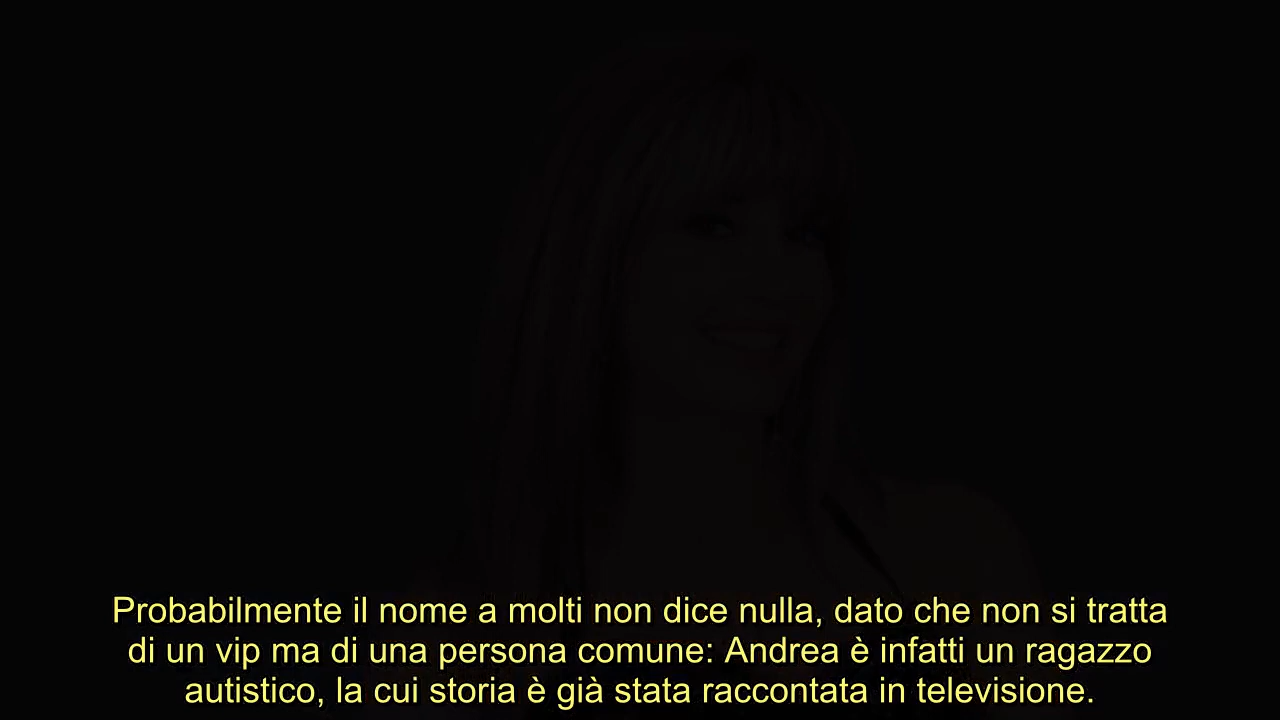 Probabilmente il nome a molti non dice nulla, dato che non si tratta
di un vip ma di una persona comune: Andrea è infatti un ragazzo
autistico, la cui storia è già stata raccontata in televisione.